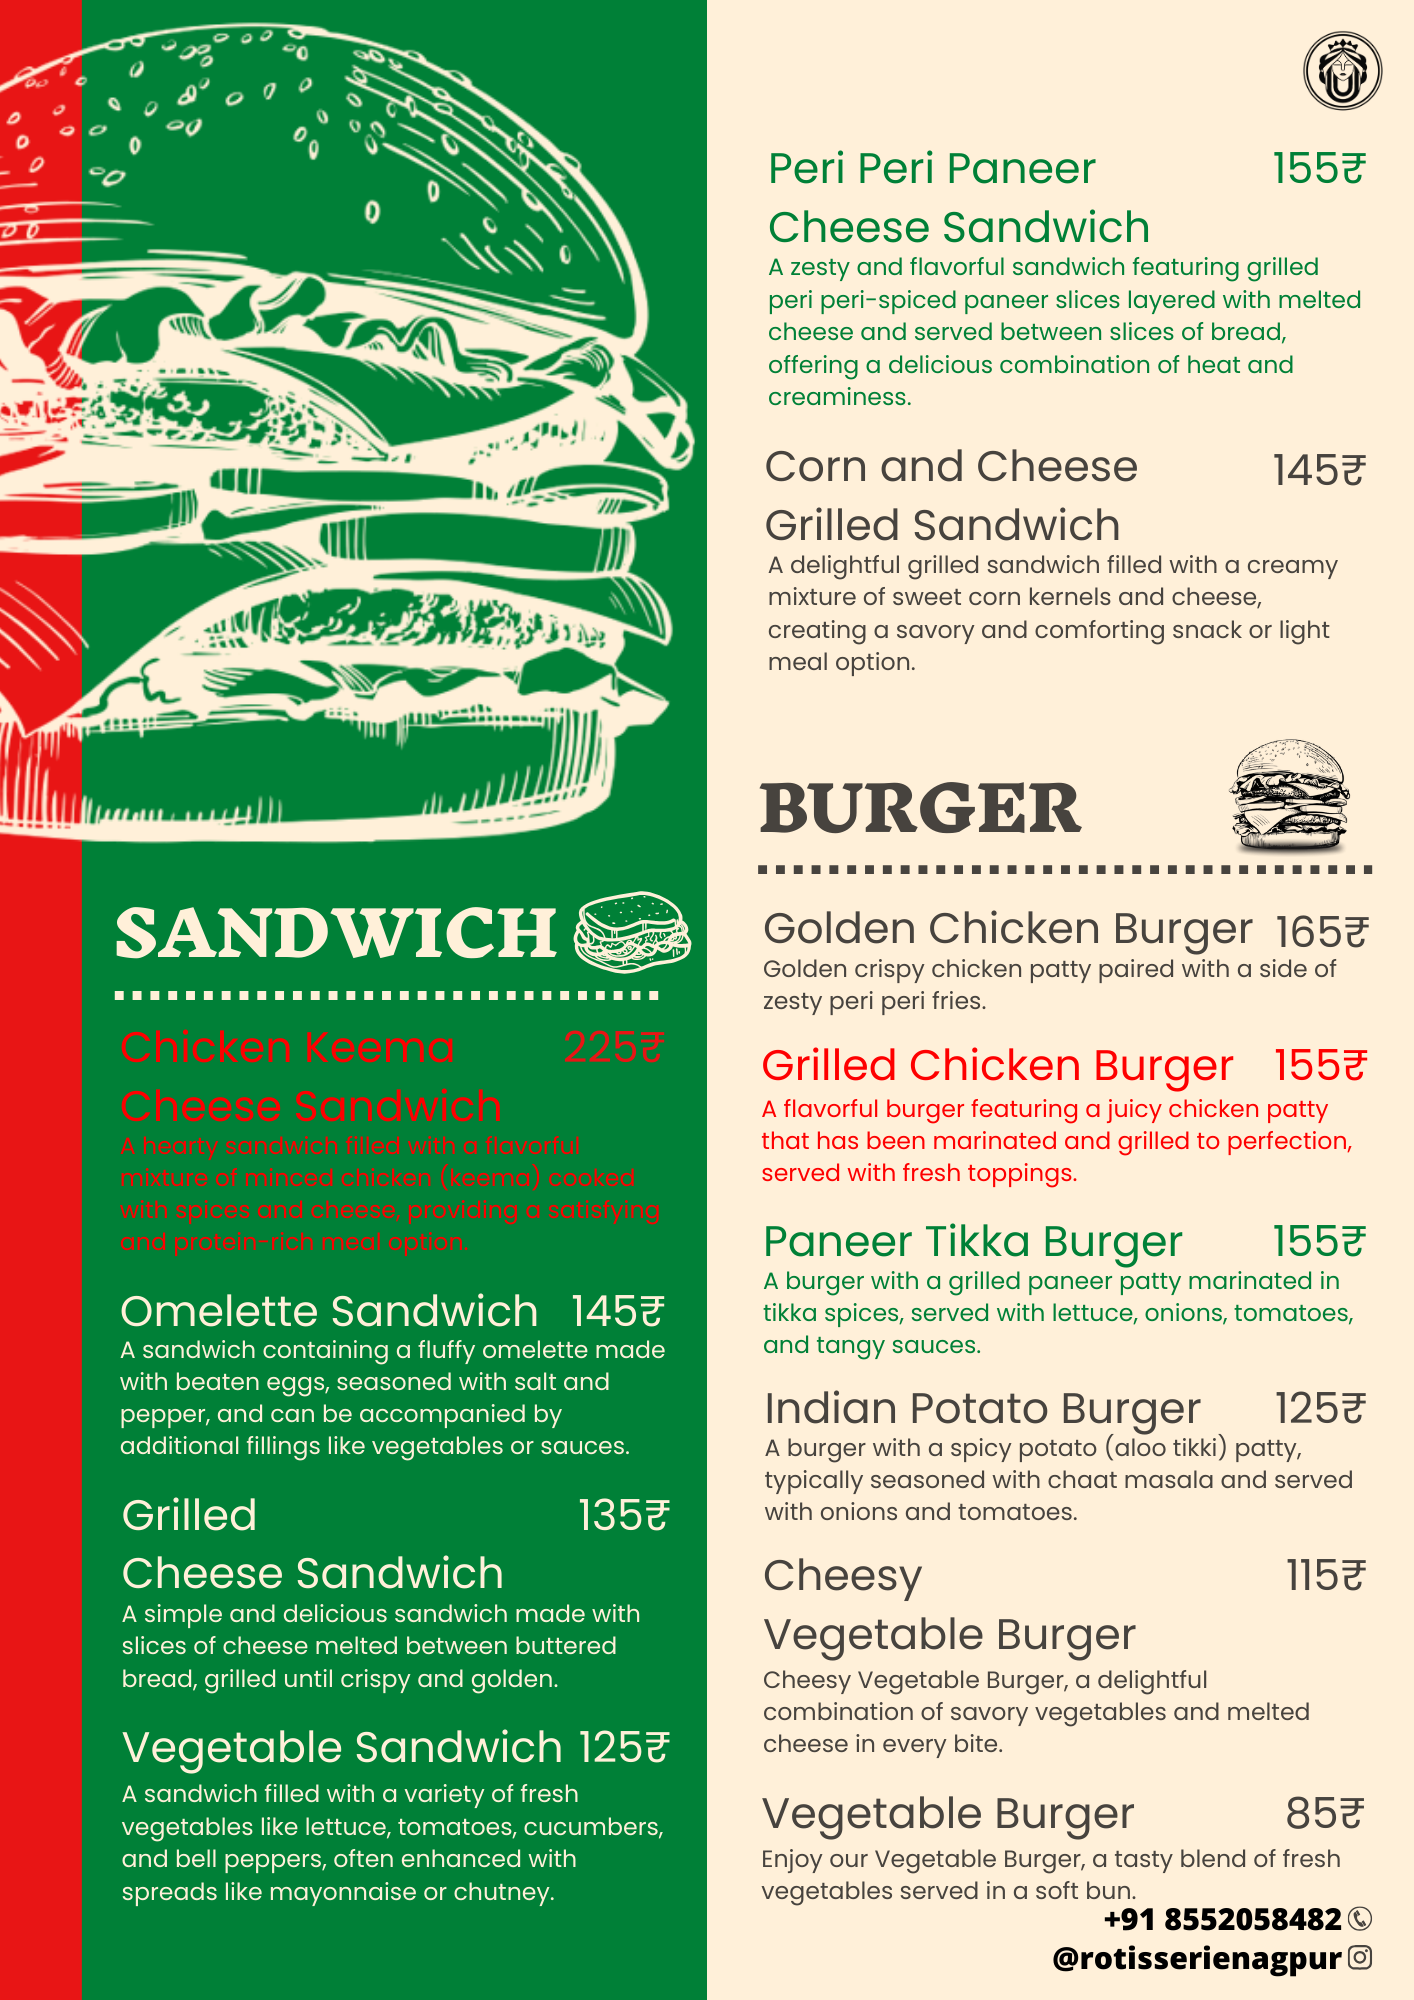 SANDWICH
Chicken Keema 225₹
Cheese Sandwich
A hearty sandwich filled with a flavorful
mixture of minced chicken (keema) cooked
with spices and cheese, providing a satisfying
and protein-rich meal option.
Omelette Sandwich 145₹
A sandwich containing a fluffy omelette made
with beaten eggs, seasoned with salt and
pepper, and can be accompanied by
additional fillings like vegetables or sauces.
Grilled 135₹
Cheese Sandwich
A simple and delicious sandwich made with
slices of cheese melted between buttered
bread, grilled until crispy and golden.
Vegetable Sandwich 125₹
A sandwich filled with a variety of fresh
vegetables like lettuce, tomatoes, cucumbers,
and bell peppers, often enhanced with
spreads like mayonnaise or chutney.
Peri Peri Paneer 155₹
Cheese Sandwich
A zesty and flavorful sandwich featuring grilled
peri peri-spiced paneer slices layered with melted
cheese and served between slices of bread,
offering a delicious combination of heat and
creaminess.
Corn and Cheese 145₹
Grilled Sandwich
A delightful grilled sandwich filled with a creamy
mixture of sweet corn kernels and cheese,
creating a savory and comforting snack or light
meal option.
BURGER
Golden Chicken Burger 165₹
Golden crispy chicken patty paired with a side of
zesty peri peri fries.
Grilled Chicken Burger 155₹
A flavorful burger featuring a juicy chicken patty
that has been marinated and grilled to perfection,
served with fresh toppings.
Paneer Tikka Burger 155₹
A burger with a grilled paneer patty marinated in
tikka spices, served with lettuce, onions, tomatoes,
and tangy sauces.
Indian Potato Burger 125₹
A burger with a spicy potato (aloo tikki) patty,
typically seasoned with chaat masala and served
with onions and tomatoes.
Cheesy 115₹
Vegetable Burger
Cheesy Vegetable Burger, a delightful
combination of savory vegetables and melted
cheese in every bite.
Vegetable Burger 85₹
Enjoy our Vegetable Burger, a tasty blend of fresh
vegetables served in a soft bun.
+91 8552058482
@rotisserienagpur